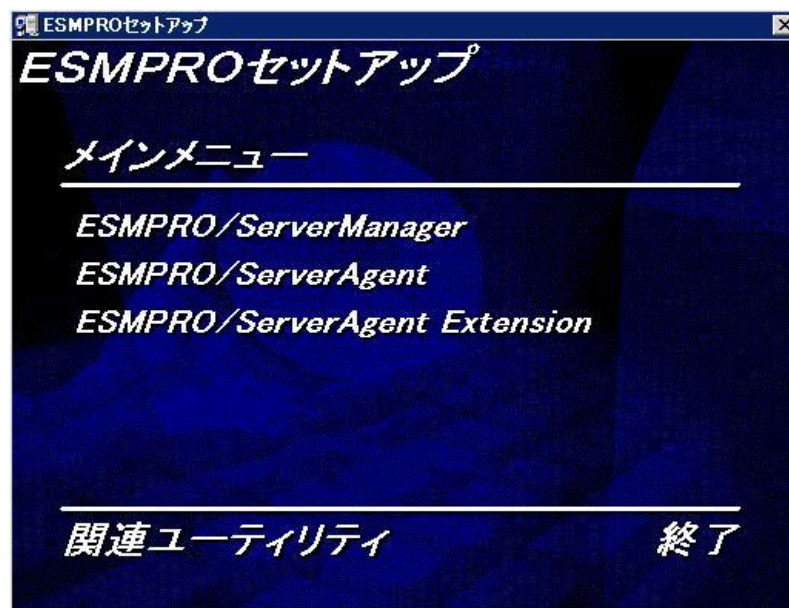 ESMPROセットアップ
ESMPROセットアップ
メインメニュー
ESMPRO/ServerManager
ESMPRO/ServerAgent
ESMPRO/ServerAgent Extension
関連ユーティリティ 終了